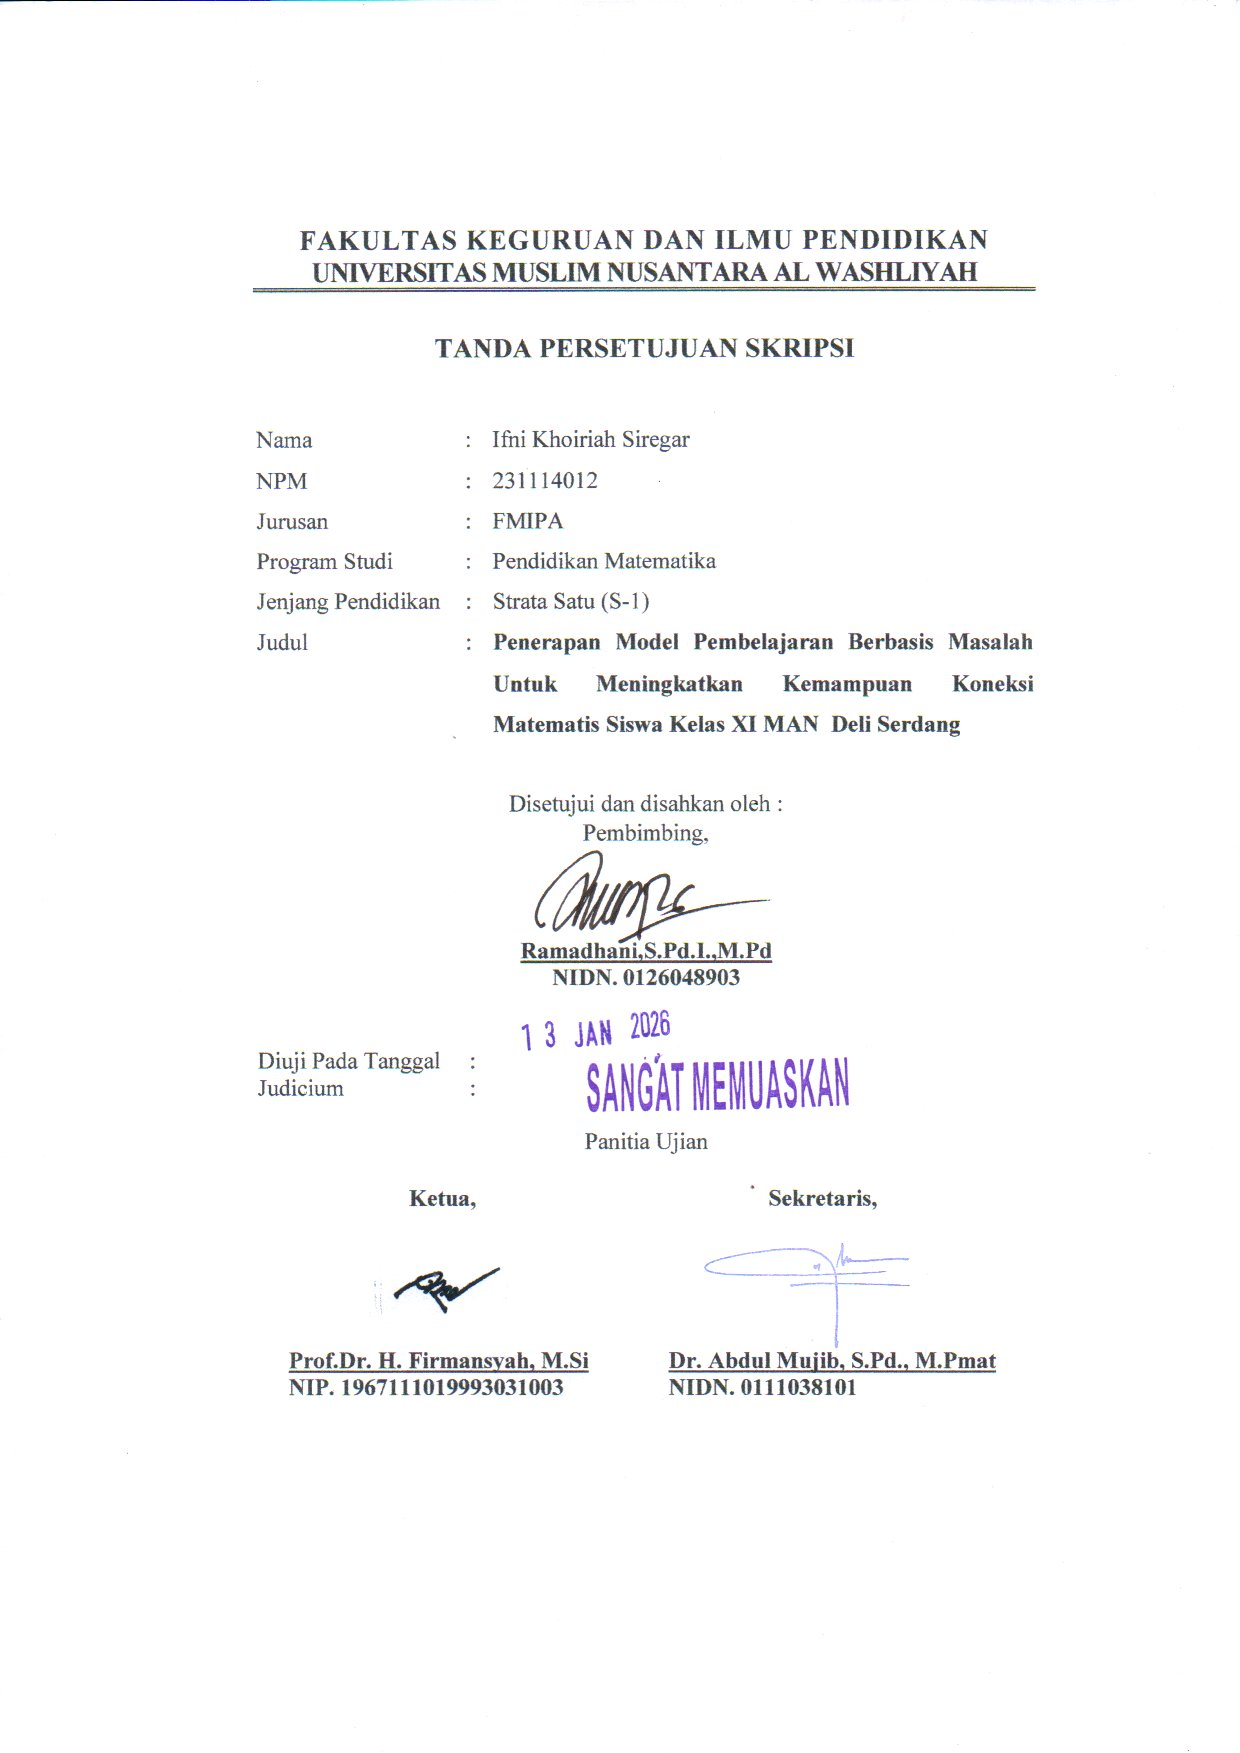 FAKULTAS KEGURUAN DAN ILMU PENDIDIKAN
UNIVERSITAS MUSLIM NUSANTARA AL WASHLIYAH
TANDA PERSETUJUAN SKRIPSI
Nama : Ifni Khoiriah Siregar
NPM : 231114012
Jurusan : FMIPA
Program Studi : Pendidikan Matematika
Jenjang Pendidikan : Strata Satu (S-1)
Judul : Penerapan Model Pembelajaran Berbasis Masalah
Untuk Meningkatkan Kemampuan Koneksi
Matematis Siswa Kelas XI MAN Deli Serdang
Disetujui dan disahkan oleh :
Pembimbing,
Ramadhani,S.Pd.I.,M.Pd
NIDN. 0126048903
13 JAN 2026
Diuji Pada Tanggal :
Judicium : SANGAT MEMUASKAN
Panitia Ujian
Ketua, Sekretaris,
Prof.Dr. H. Firmansyah, M.Si Dr. Abdul Mujib, S.Pd., M.Pmat
NIP. 1967111019993031003 NIDN. 0111038101